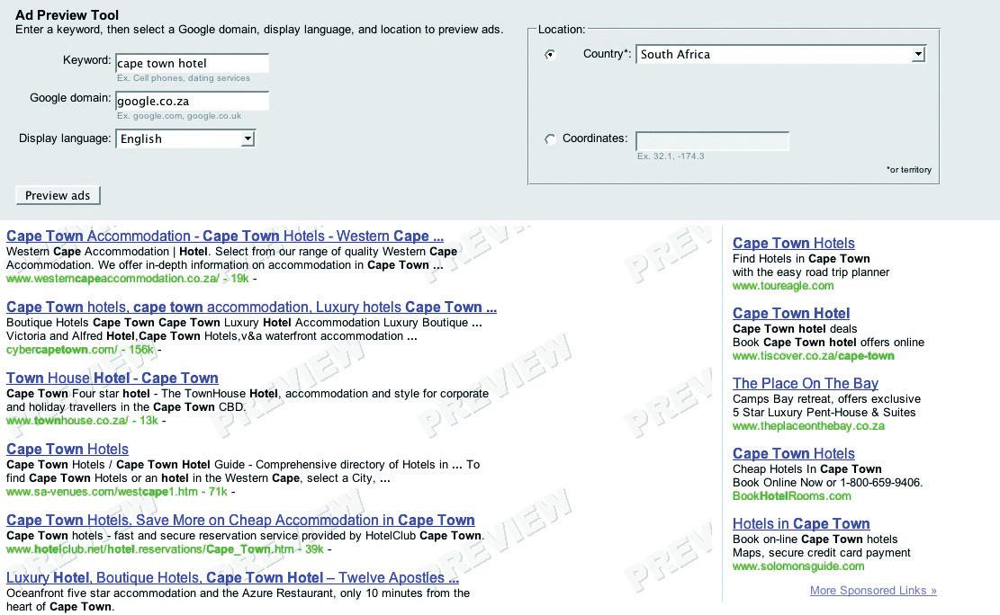 Ad Preview Tool
Enter a keyword, then select a Google domain, display language, and location to preview ads.
Keyword: cape town hotel
Ex. Cell phones, dating services
Google domain: google.co.za
Ex. google.com, google.co.uk
Display language: English
Preview ads
Location:
Country*: South Africa
Coordinates:
Ex. 32.1, -174.3
*or territory
Cape Town Accommodation - Cape Town Hotels - Western Cape ...
Western Cape Accommodation | Hotel. Select from our range of quality Western Cape
Accommodation. We offer in-depth information on accommodation in Cape Town ...
www.westerncapeaccommodation.co.za/ - 19k -
Cape Town hotels, cape town accommodation, Luxury hotels Cape Town ...
Boutique Hotels Cape Town Cape Town Luxury Hotel Accommodation Luxury Boutique ...
Victoria and Alfred Hotel,Cape Town Hotels,v&a waterfront accommodation ...
cybercapetown.com/ - 156k -
Town House Hotel - Cape Town
Cape Town Four star hotel - The TownHouse Hotel, accommodation and style for corporate
and holiday travellers in the Cape Town CBD.
www.townhouse.co.za/ - 13k -
Cape Town Hotels
Cape Town Hotels / Cape Town Hotel Guide - Comprehensive directory of Hotels in ... To
find Cape Town Hotels or an hotel in the Western Cape, select a City, ...
www.sa-venues.com/westcape1.htm - 71k -
Cape Town Hotels. Save More on Cheap Accommodation in Cape Town
Cape Town hotels - fast and secure reservation service provided by HotelClub Cape Town.
www.hotelclub.net/hotel.reservations/Cape_Town.htm - 39k -
Luxury Hotel, Boutique Hotels, Cape Town Hotel – Twelve Apostles ...
Oceanfront five star accommodation and the Azure Restaurant, only 10 minutes from the
heart of Cape Town.
Cape Town Hotels
Find Hotels in Cape Town
with the easy road trip planner
www.toureagle.com
Cape Town Hotel
Cape Town hotel deals
Book Cape Town hotel offers online
www.tiscover.co.za/cape-town
The Place On The Bay
Camps Bay retreat, offers exclusive
5 Star Luxury Pent-House & Suites
www.theplaceonthebay.co.za
Cape Town Hotels
Cheap Hotels In Cape Town
Book Online Now or 1-800-659-9406.
BookHotelRooms.com
Hotels in Cape Town
Book on-line Cape Town hotels
Maps, secure credit card payment
www.solomonsguide.com
More Sponsored Links »
PREVIEW
PREVIEW
PREVIEW
PREVIEW
PREVIEW
PREVIEW